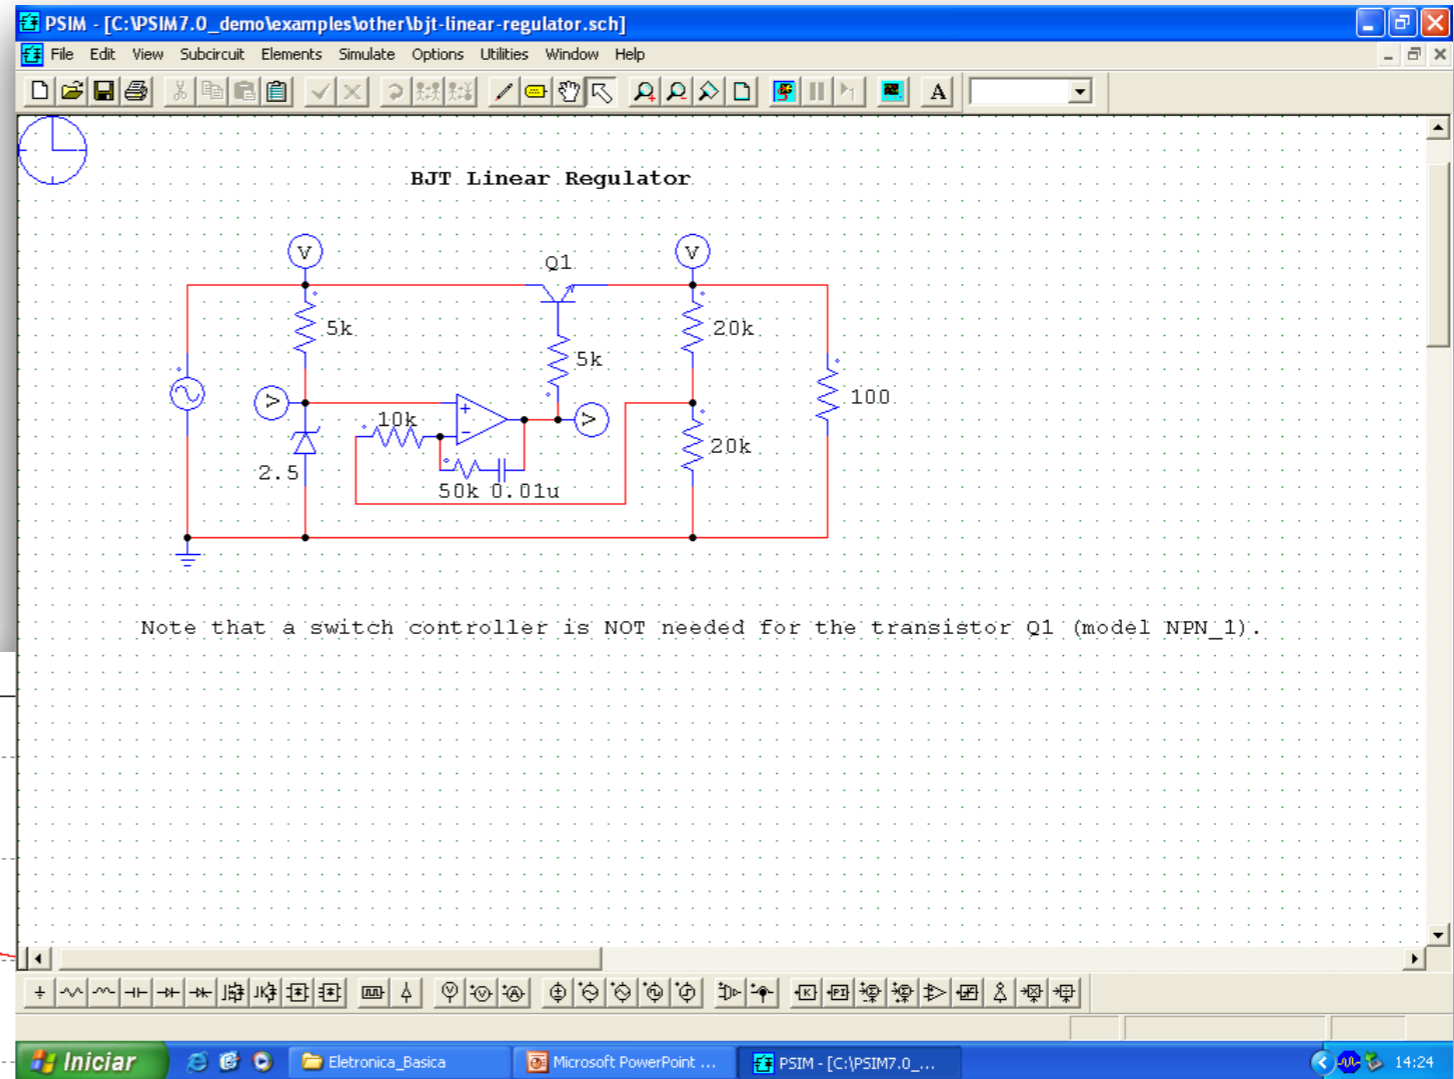 PSIM - [C:\PSIM7.0_demo\examples\other\bjt-linear-regulator.sch]
File Edit View Subcircuit Elements Simulate Options Utilities Window Help
A
BJT Linear Regulator
V
V
Q1
5k
20k
5k
V
10k
V
100
20k
2.5
50k 0.01u
Note that a switch controller is NOT needed for the transistor Q1 (model NPN_1).
K PI
Iniciar
Eletronica_Basica
Microsoft PowerPoint ...
PSIM - [C:\PSIM7.0_...
14:24